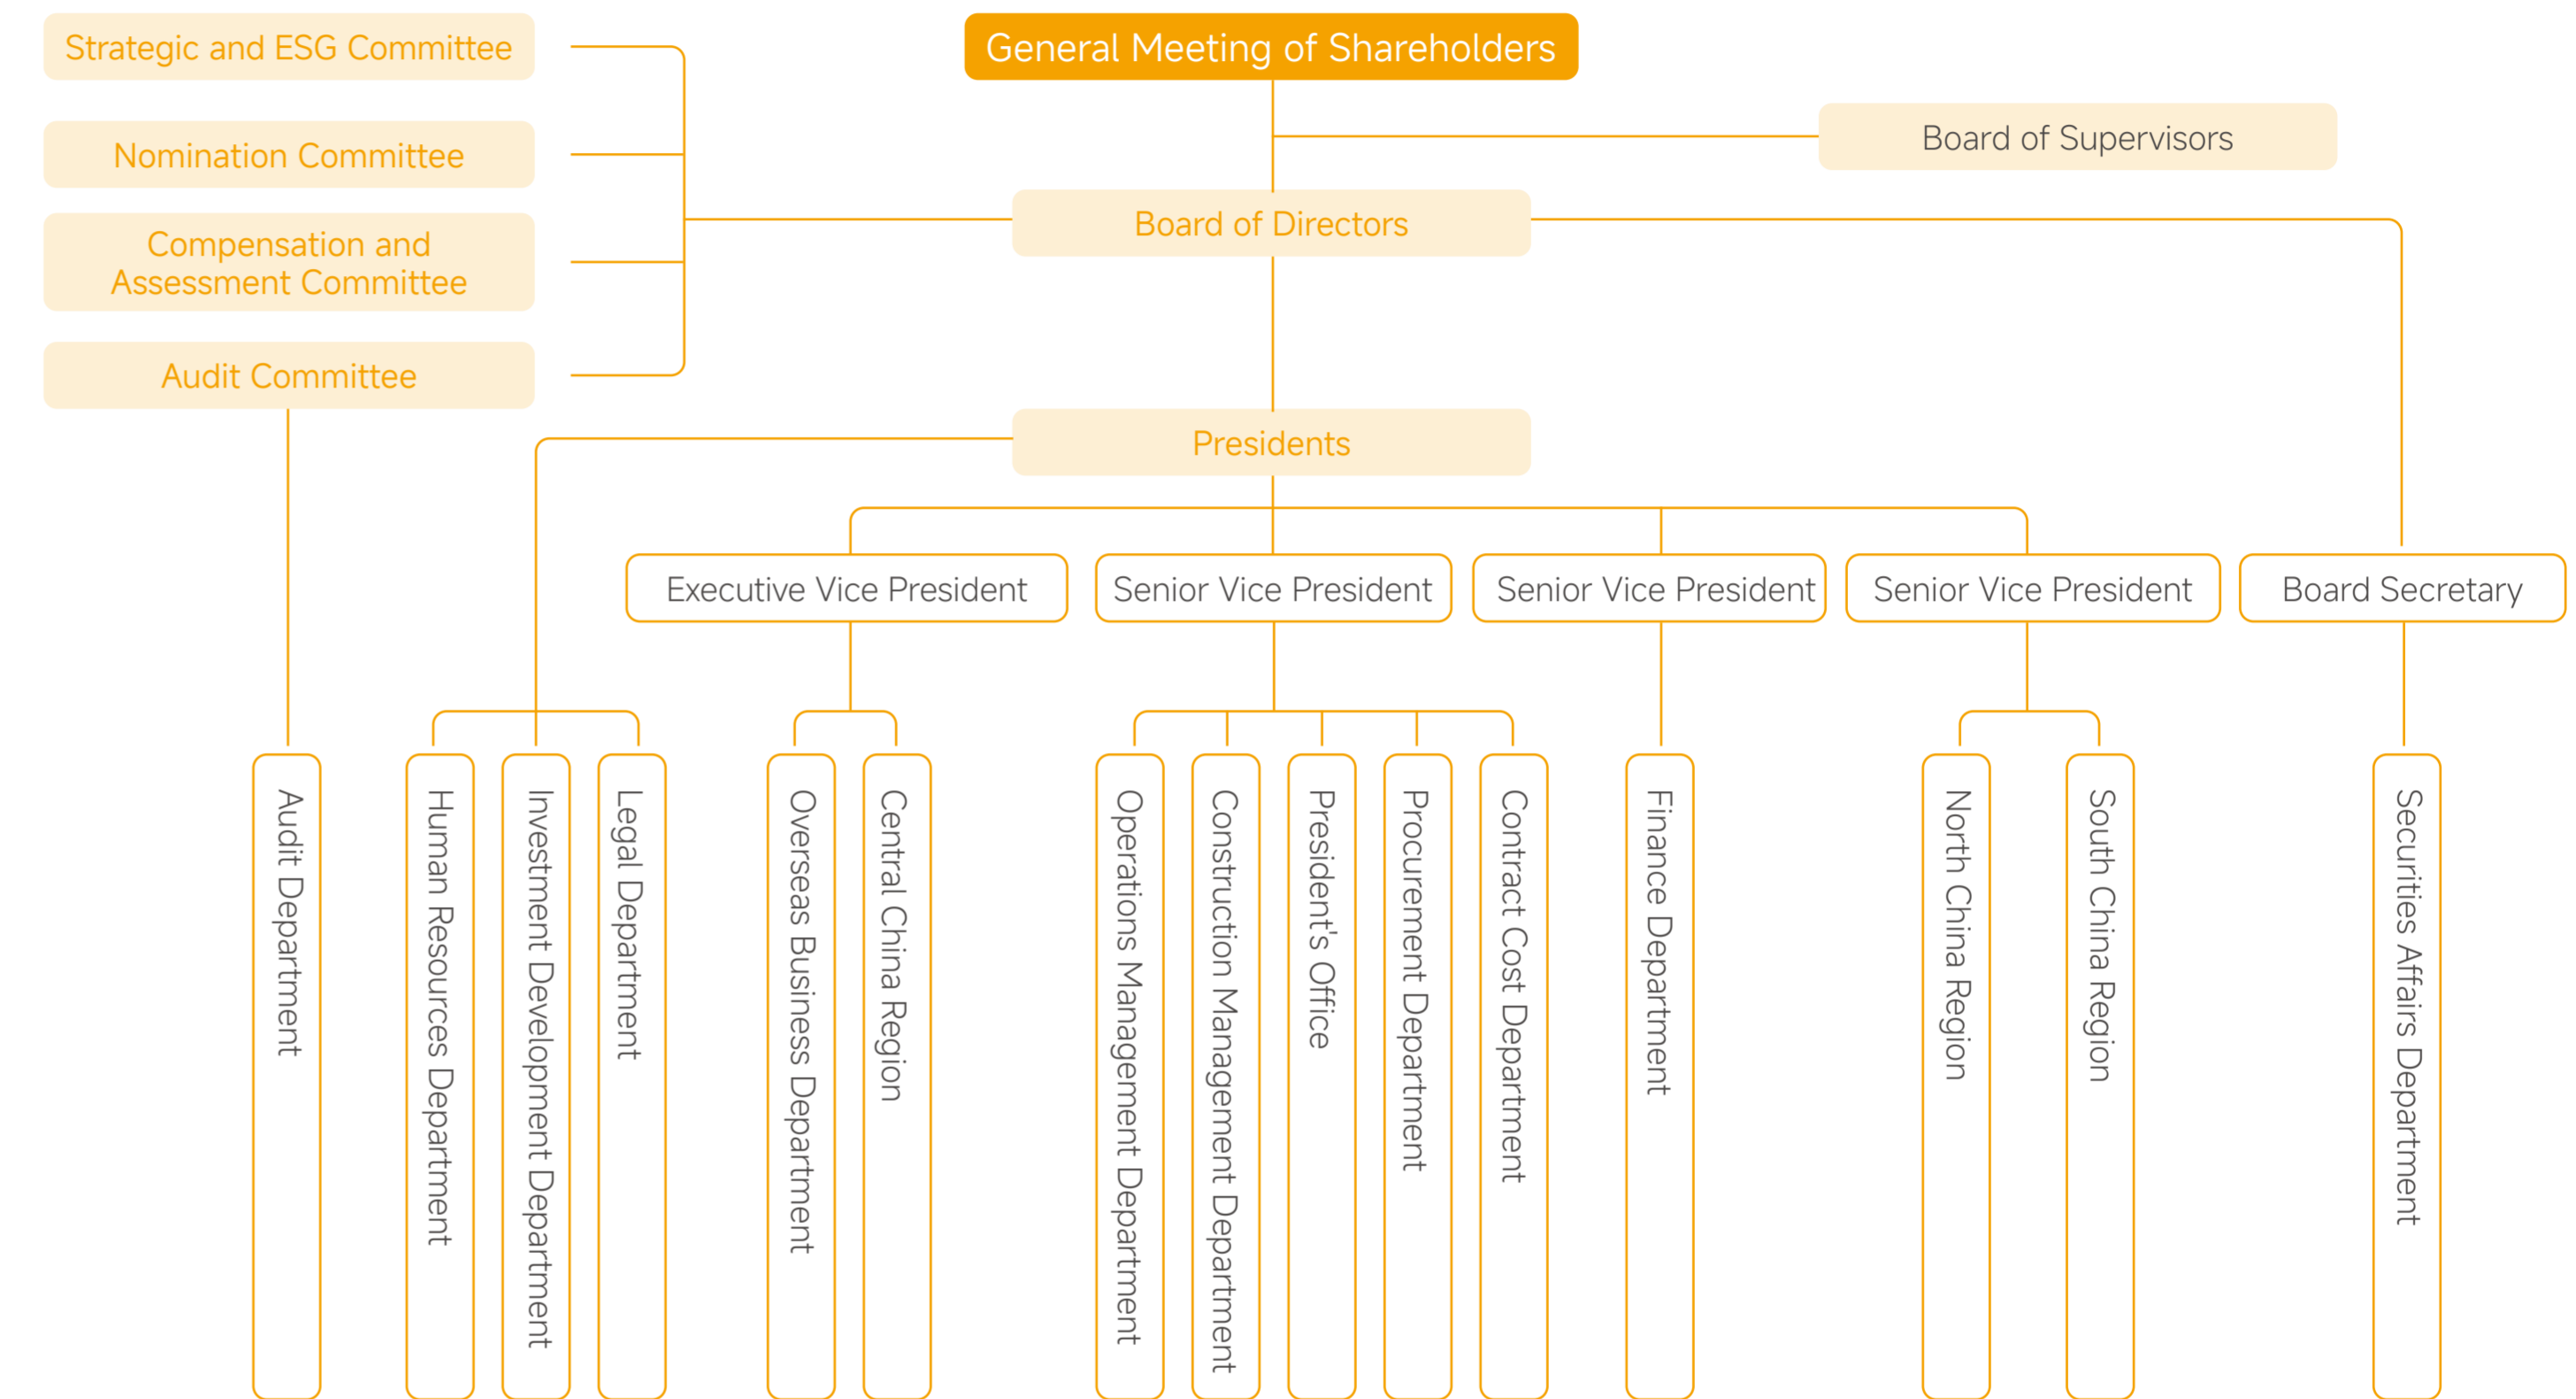 Strategic and ESG Committee
General Meeting of Shareholders
Board of Supervisors
Nomination Committee
Board of Directors
Compensation and
Assessment Committee
Audit Committee
Presidents
Executive Vice President
Senior Vice President
Senior Vice President
Senior Vice President
Board Secretary
Audit Department
Human Resources Department
Investment Development Department
Legal Department
Overseas Business Department
Central China Region
Operations Management Department
Construction Management Department
President's Office
Procurement Department
Contract Cost Department
Finance Department
North China Region
South China Region
Securities Affairs Department